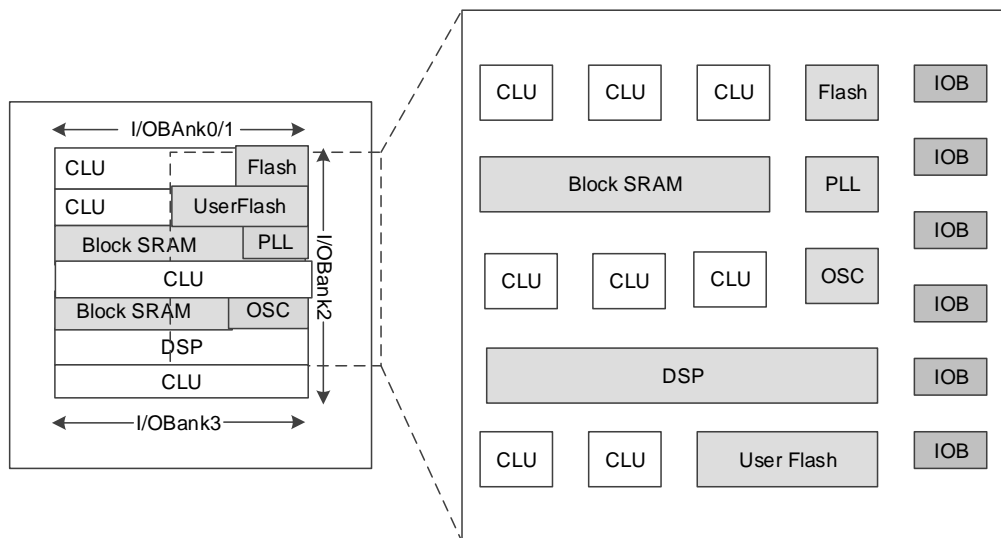 I/OBAnk0/1
CLU
Flash
CLU
UserFlash
Block SRAM
PLL
CLU
Block SRAM
OSC
DSP
CLU
I/OBank2
I/OBank3
CLU
CLU
CLU
Flash
IOB
IOB
Block SRAM
PLL
IOB
CLU
CLU
CLU
OSC
IOB
DSP
IOB
CLU
CLU
User Flash
IOB